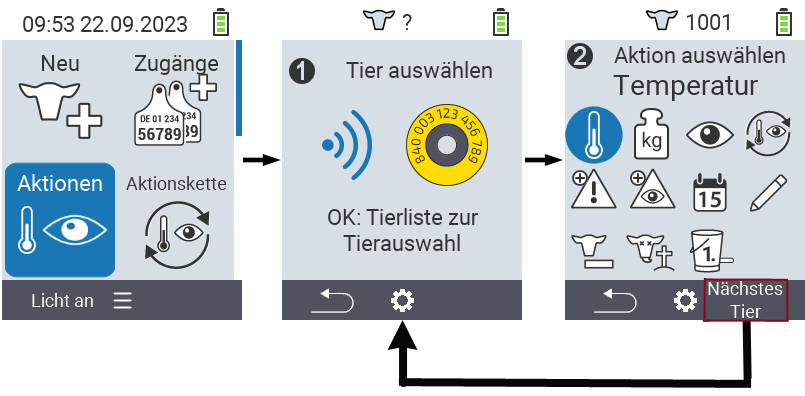 09:53 22.09.2023
Neu
Zugänge
DE 01 234
56789
234
39
Aktionen
Aktionskette
Licht an
?
1
Tier auswählen
840 003 123 456 789
OK: Tierliste zur
Tierauswahl
1001
2
Aktion auswählen
Temperatur
kg
15
1.
Nächstes
Tier